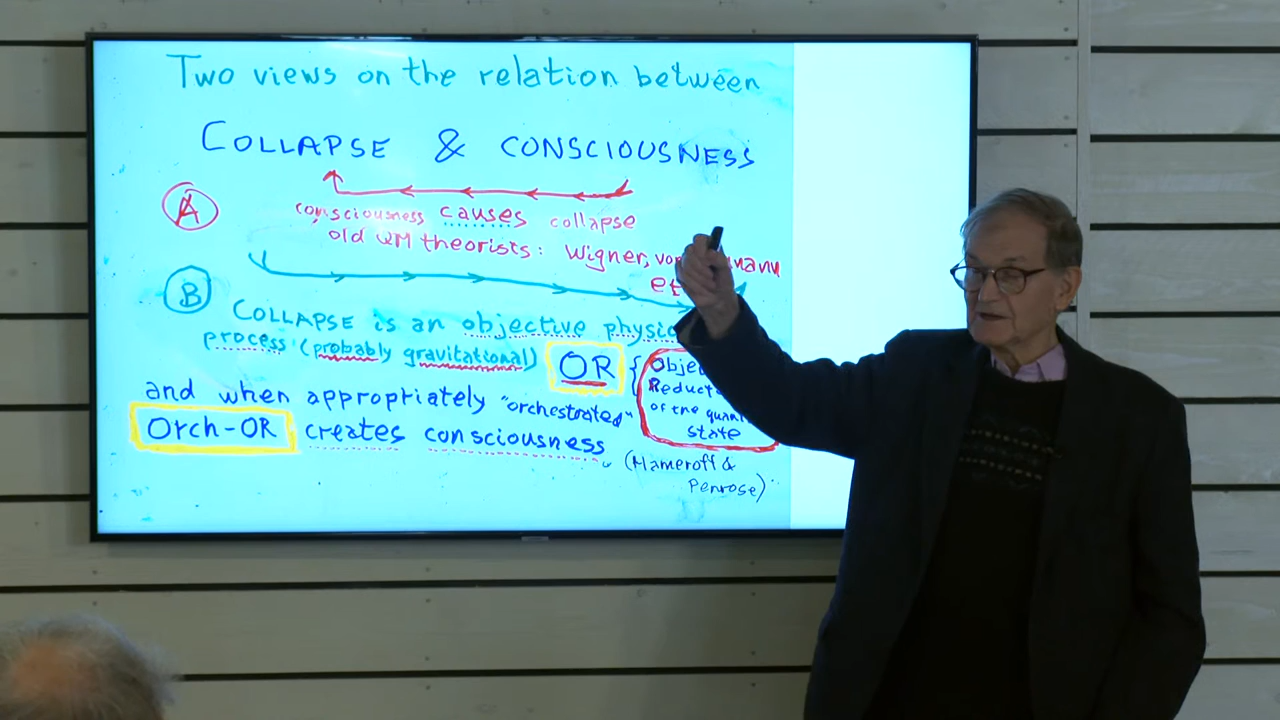 Two views on the relation between
COLLAPSE & CONSCIOUSNESS
A
consciousness causes collapse
old QM theorists: Wigner, von
B
COLLAPSE is an objective
process (probably gravitational) OR {
and when appropriately "orchestrated"
of the
state
Orch-OR creates consciousness
(Hameroff &
Penrose)